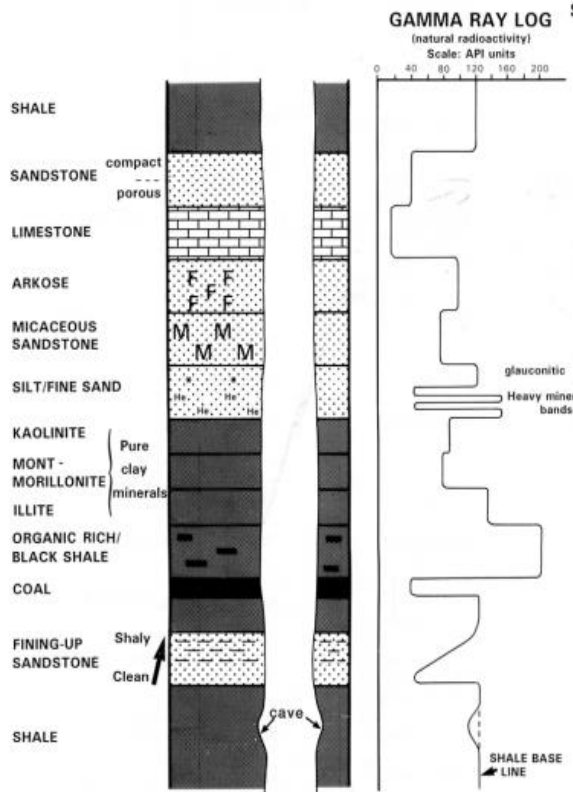 GAMMA RAY LOG
(natural radioactivity)
Scale: API units
0 40 80 120 160 200
SHALE
SANDSTONE compact
porous
LIMESTONE
ARKOSE
F F
F
F F
MICACEOUS
SANDSTONE
M M
M M
SILT/FINE SAND
He He
He He
glauconitic
Heavy
bands
KAOLINITE
MONT-
MORILLONITE
ILLITE
Pure
clay
minerals
ORGANIC RICH/
BLACK SHALE
COAL
FINING-UP
SANDSTONE
Shaly
Clean
cave
SHALE
SHALE BASE
LINE